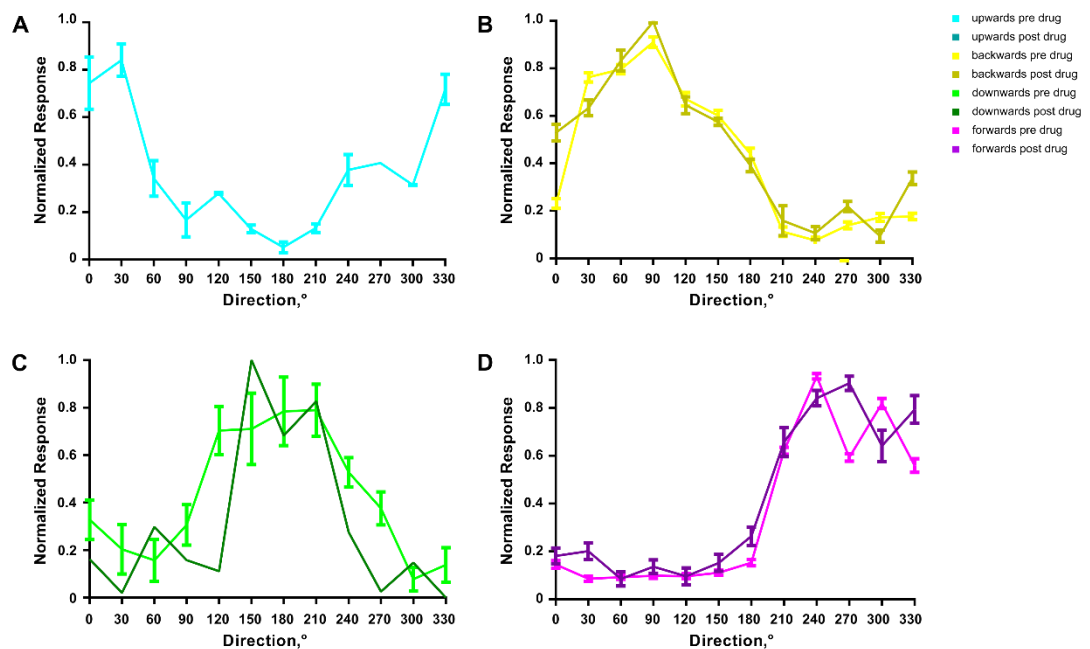 A
Normalized Response
1.0
0.8
0.6
0.4
0.2
0
0 30 60 90 120 150 180 210 240 270 300 330
Direction,°
B
Normalized Response
1.0
0.8
0.6
0.4
0.2
0
0 30 60 90 120 150 180 210 240 270 300 330
Direction,°
upwards pre drug
upwards post drug
backwards pre drug
backwards post drug
downwards pre drug
downwards post drug
forwards pre drug
forwards post drug
C
Normalized Response
1.0
0.8
0.6
0.4
0.2
0
0 30 60 90 120 150 180 210 240 270 300 330
Direction,°
D
Normalized Response
1.0
0.8
0.6
0.4
0.2
0
0 30 60 90 120 150 180 210 240 270 300 330
Direction,°